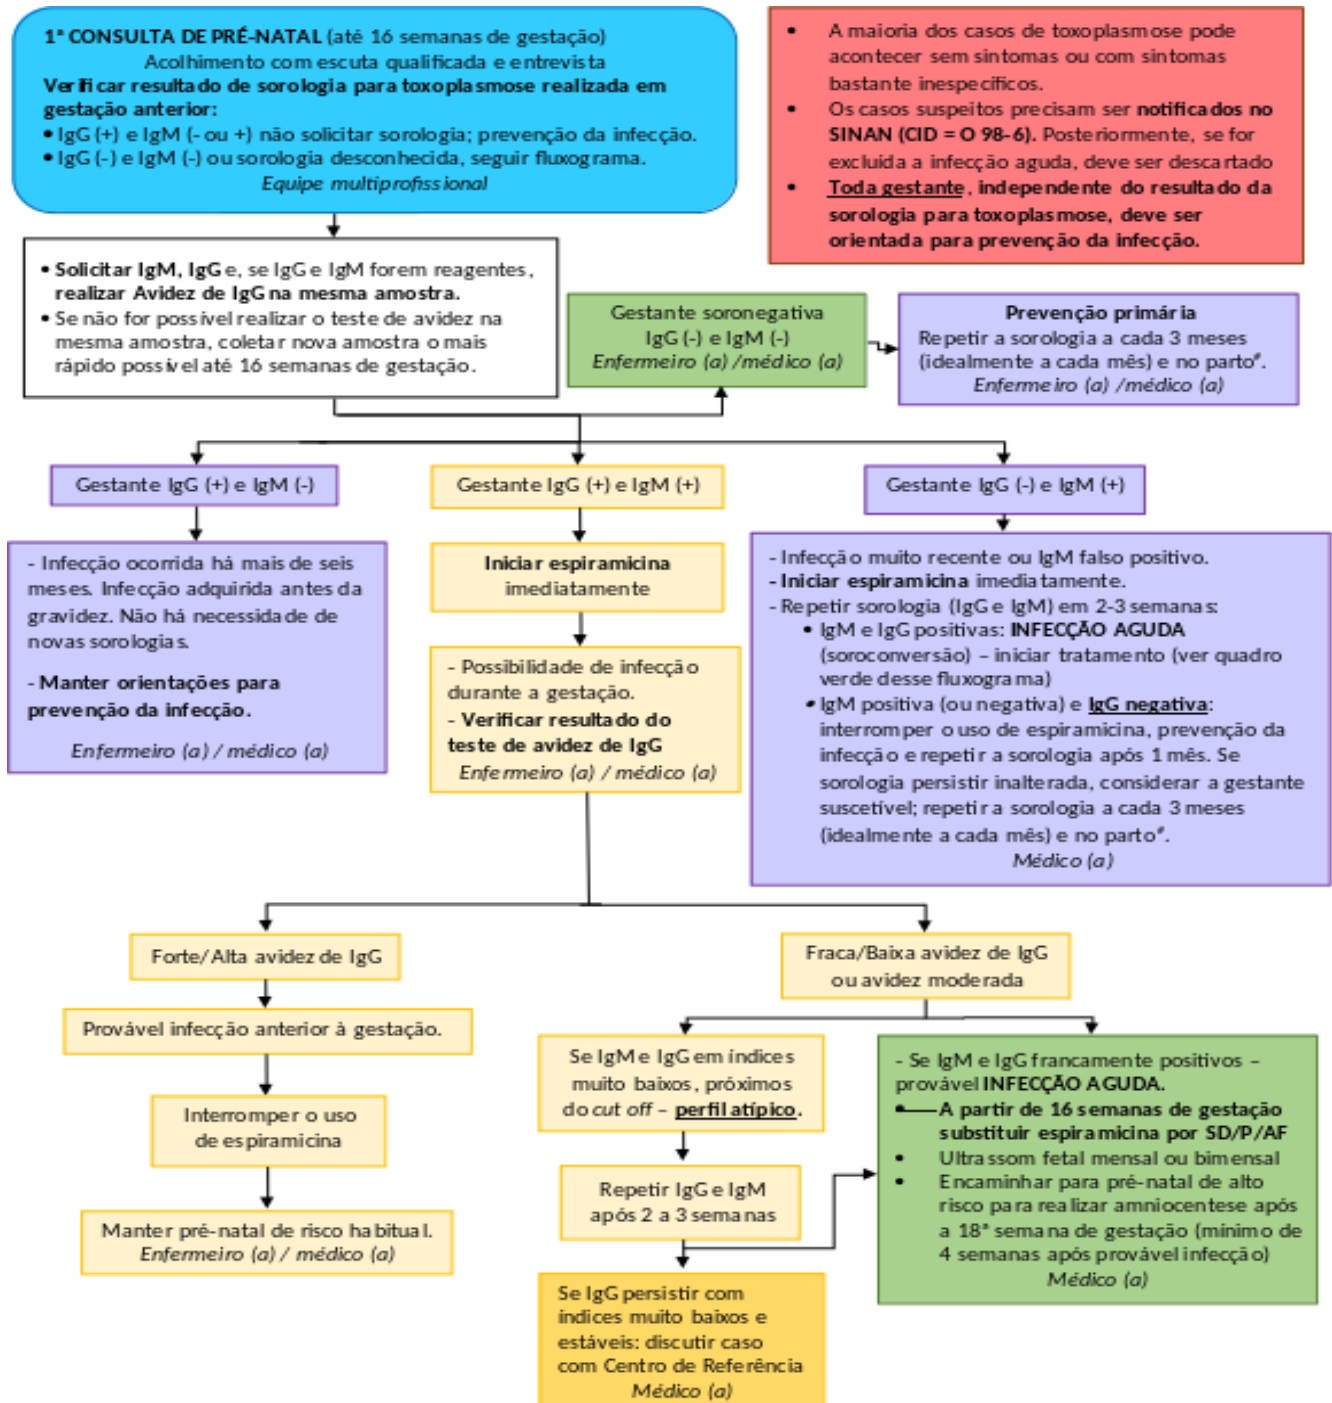 1ª CONSULTA DE PRÉ-NATAL (até 16 semanas de gestação)
Acolhimento com escuta qualificada e entrevista
Verificar resultado de sorologia para toxoplasmose realizada em
gestação anterior:
• IgG (+) e IgM (- ou +) não solicitar sorologia; prevenção da infecção.
• IgG (-) e IgM (-) ou sorologia desconhecida, seguir fluxograma.
Equipe multiprofissional
• A maioria dos casos de toxoplasmose pode
acontecer sem sintomas ou com sintomas
bastante inespecíficos.
• Os casos suspeitos precisam ser notificados no
SINAN (CID = O 98-6). Posteriormente, se for
excluída a infecção aguda, deve ser descartado
• Toda gestante, independente do resultado da
sorologia para toxoplasmose, deve ser
orientada para prevenção da infecção.
• Solicitar IgM, IgG e, se IgG e IgM forem reagentes,
realizar Avidez de IgG na mesma amostra.
• Se não for possível realizar o teste de avidez na
mesma amostra, coletar nova amostra o mais
rápido possível até 16 semanas de gestação.
Gestante soronegativa
IgG (-) e IgM (-)
Enfermeiro (a) /médico (a)
Prevenção primária
Repetir a sorologia a cada 3 meses
(idealmente a cada mês) e no parto#.
Enfermeiro (a) /médico (a)
Gestante IgG (+) e IgM (-)
Gestante IgG (+) e IgM (+)
Gestante IgG (-) e IgM (+)
- Infecção ocorrida há mais de seis
meses. Infecção adquirida antes da
gravidez. Não há necessidade de
novas sorologias.
- Manter orientações para
prevenção da infecção.
Enfermeiro (a) / médico (a)
Iniciar espiramicina
imediatamente
- Possibilidade de infecção
durante a gestação.
- Verificar resultado do
teste de avidez de IgG
Enfermeiro (a) / médico (a)
- Infecção muito recente ou IgM falso positivo.
- Iniciar espiramicina imediatamente.
- Repetir sorologia (IgG e IgM) em 2-3 semanas:
• IgM e IgG positivas: INFECÇÃO AGUDA
(soroconversão) – iniciar tratamento (ver quadro
verde desse fluxograma)
• IgM positiva (ou negativa) e IgG negativa:
interromper o uso de espiramicina, prevenção da
infecção e repetir a sorologia após 1 mês. Se
sorologia persistir inalterada, considerar a gestante
suscetível; repetir a sorologia a cada 3 meses
(idealmente a cada mês) e no parto#.
Médico (a)
Forte/Alta avidez de IgG
Provável infecção anterior à gestação.
Interromper o uso
de espiramicina
Manter pré-natal de risco habitual.
Enfermeiro (a) / médico (a)
Fraca/Baixa avidez de IgG
ou avidez moderada
Se IgM e IgG em índices
muito baixos, próximos
do cut off – perfil atípico.
Repetir IgG e IgM
após 2 a 3 semanas
Se IgG persistir com
índices muito baixos e
estáveis: discutir caso
com Centro de Referência
Médico (a)
- Se IgM e IgG francamente positivos –
provável INFECÇÃO AGUDA.
• A partir de 16 semanas de gestação
substituir espiramicina por SD/P/AF
• Ultrassom fetal mensal ou bimensal
• Encaminhar para pré-natal de alto
risco para realizar amniocentese após
a 18ª semana de gestação (mínimo de
4 semanas após provável infecção)
Médico (a)